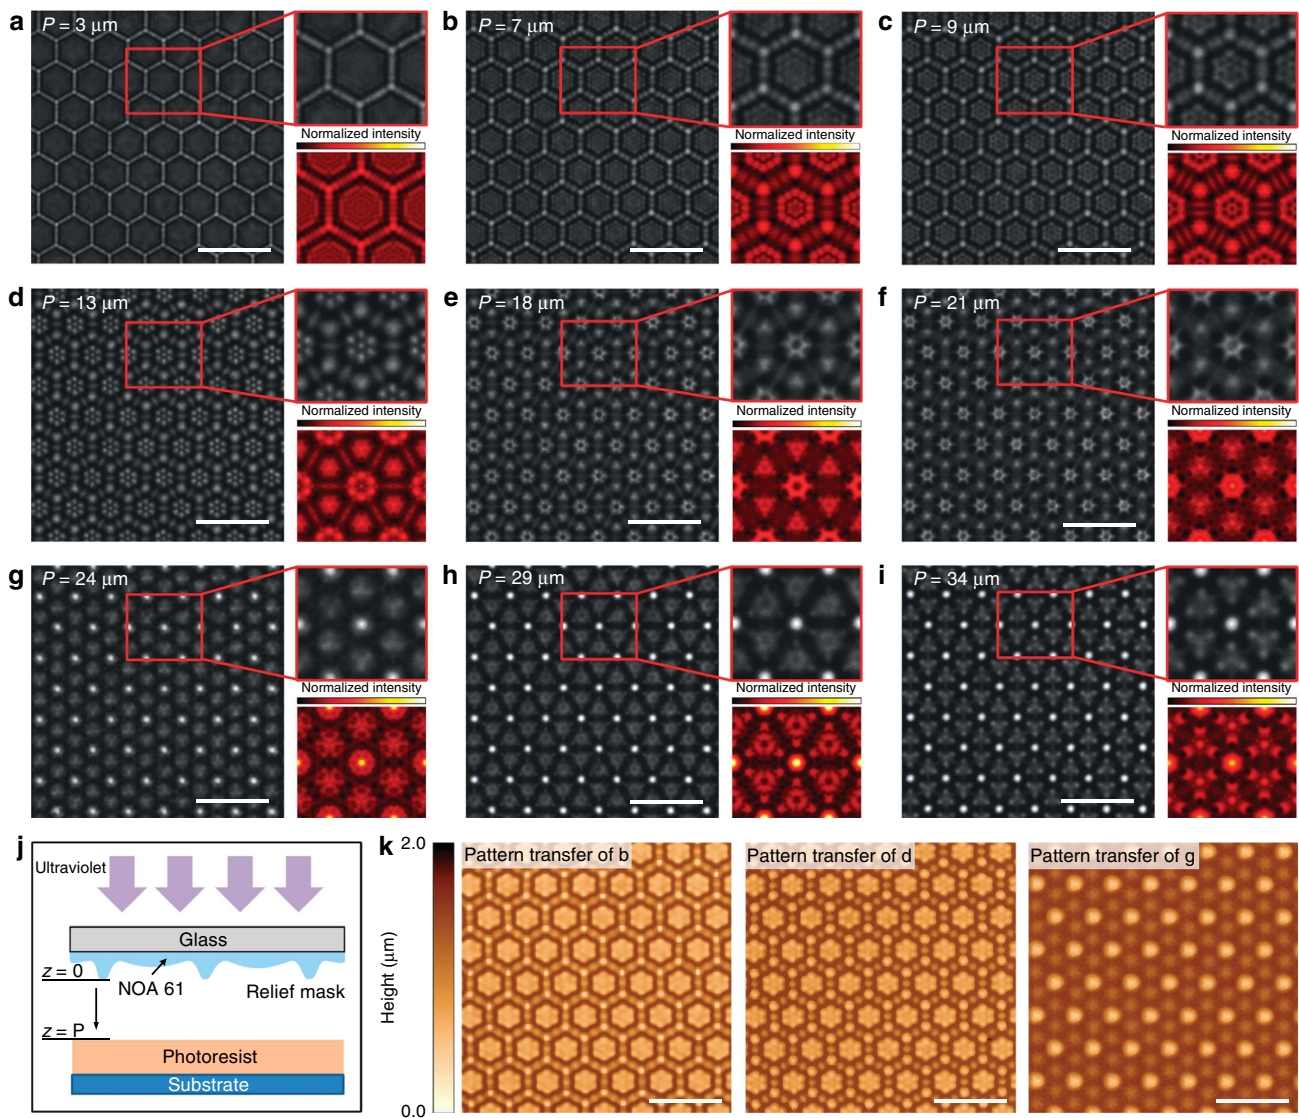 a
P = 3 μm
Normalized intensity
b
P = 7 μm
Normalized intensity
c
P = 9 μm
Normalized intensity
d
P = 13 μm
Normalized intensity
e
P = 18 μm
Normalized intensity
f
P = 21 μm
Normalized intensity
g
P = 24 μm
Normalized intensity
h
P = 29 μm
Normalized intensity
i
P = 34 μm
Normalized intensity
j
Ultraviolet
Glass
z = 0
NOA 61
Relief mask
z = P
Photoresist
Substrate
k
2.0
Height (μm)
0.0
Pattern transfer of b
Pattern transfer of d
Pattern transfer of g